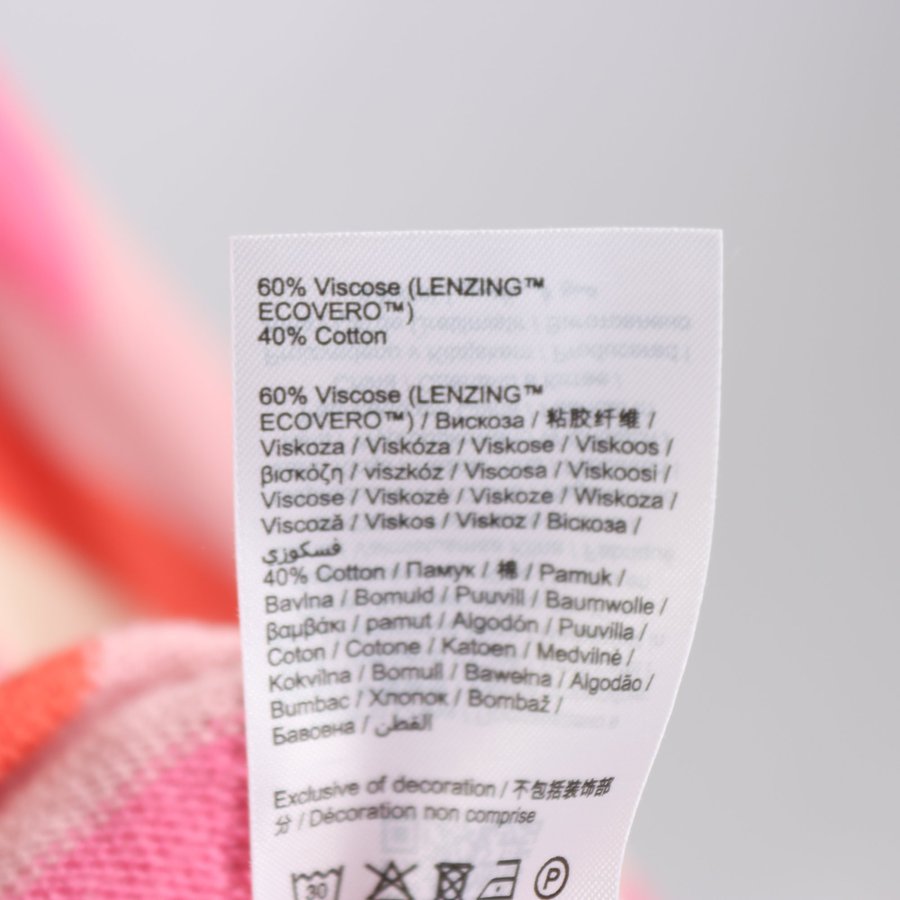 60% Viscose (LENZING™
ECOVERO™)
40% Cotton
60% Viscose (LENZING™
ECOVERO™) / Вискоза / 粘胶纤维 /
Viskoza / Viskóza / Viskose / Viskoos /
βισκόζη / viszkóz / Viscosa / Viskoosi /
Viscose / Viskozė / Viskoze / Wiskoza /
Viscoză / Viskos / Viskoz / Віскоза /
فسكوزي
40% Cotton / Памук / 棉 / Pamuk /
Bavlna / Bomuld / Puuvill / Baumwolle /
βαμβάκι / pamut / Algodón / Puuvilla /
Coton / Cotone / Katoen / Medvilnė /
Kokvilna / Bomull / Bawełna / Algodão /
Bumbac / Хлопок / Bombaž /
Бавовна / القطن
Exclusive of decoration / 不包括装饰部
分 / Décoration non comprise
30
P